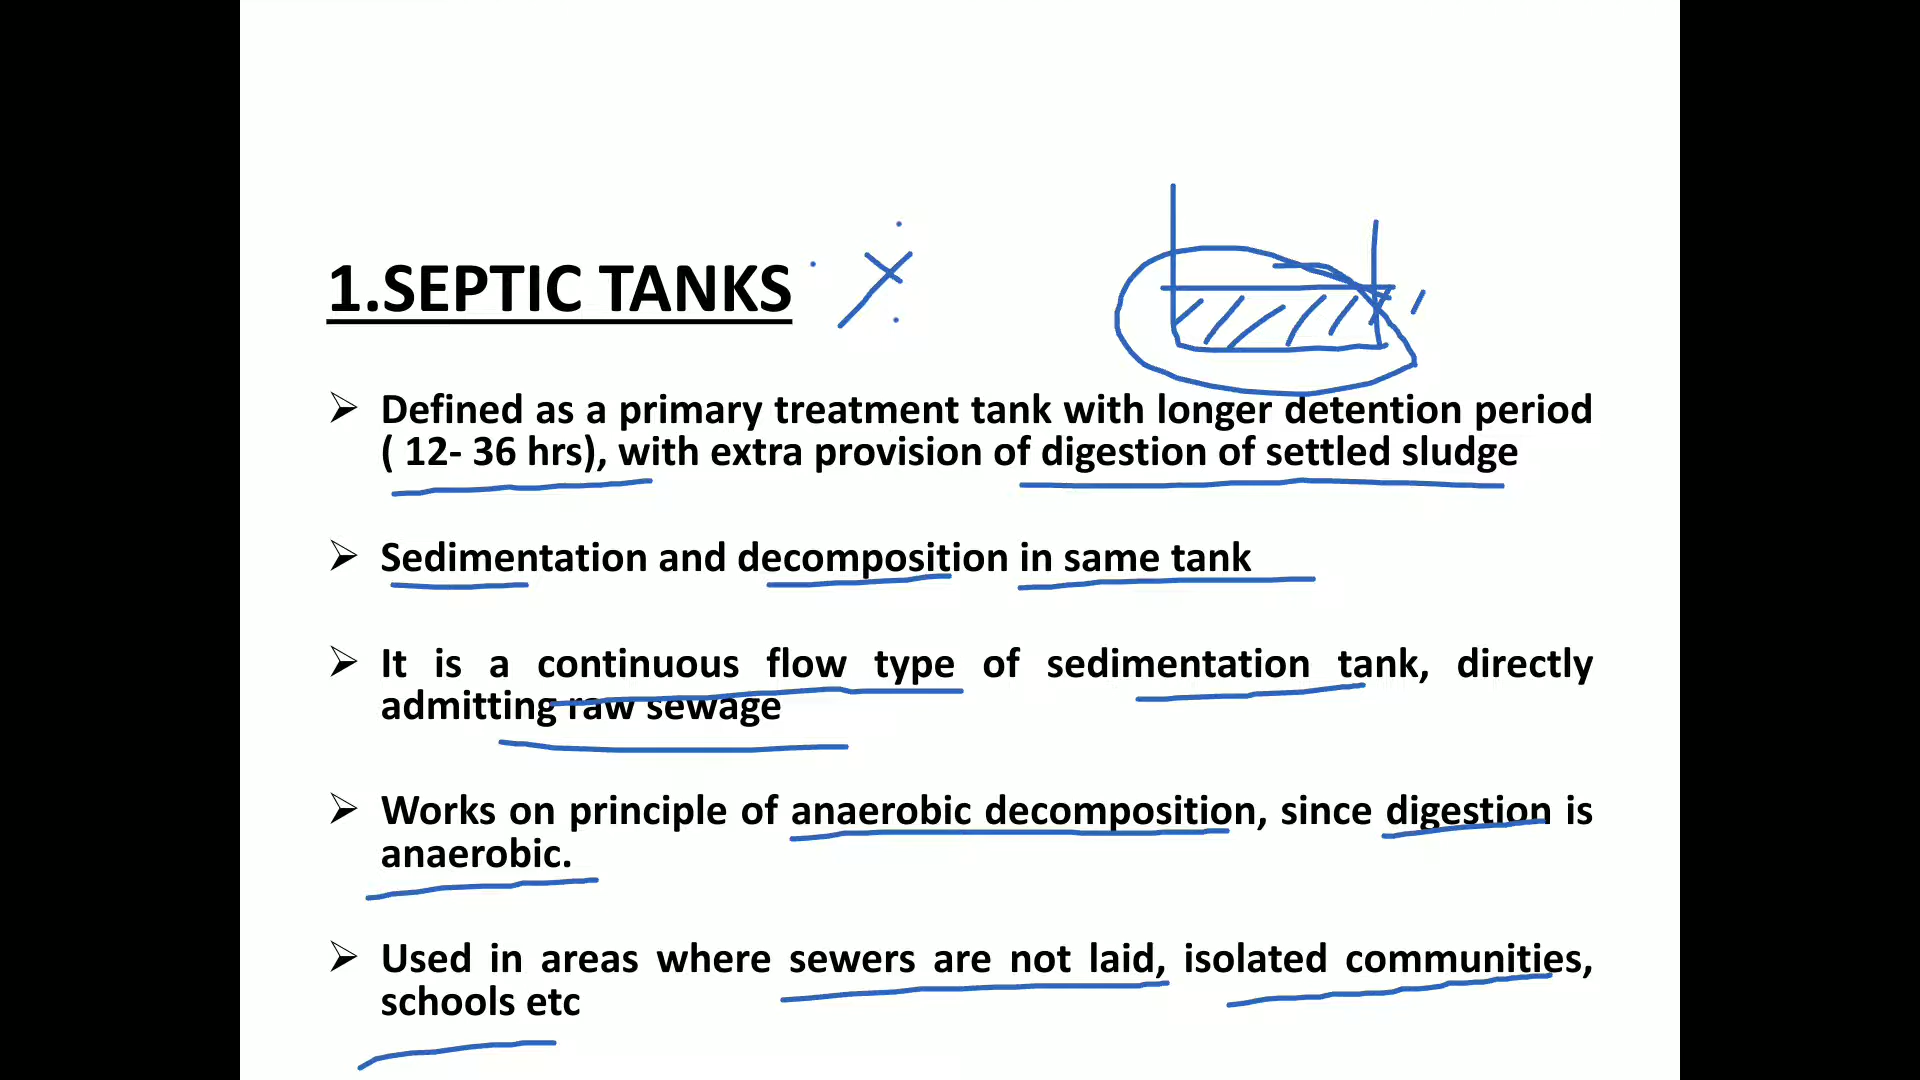 1.SEPTIC TANKS
➢ Defined as a primary treatment tank with longer detention period
( 12- 36 hrs), with extra provision of digestion of settled sludge
➢ Sedimentation and decomposition in same tank
➢ It is a continuous flow type of sedimentation tank, directly
admitting raw sewage
➢ Works on principle of anaerobic decomposition, since digestion is
anaerobic.
➢ Used in areas where sewers are not laid, isolated communities,
schools etc